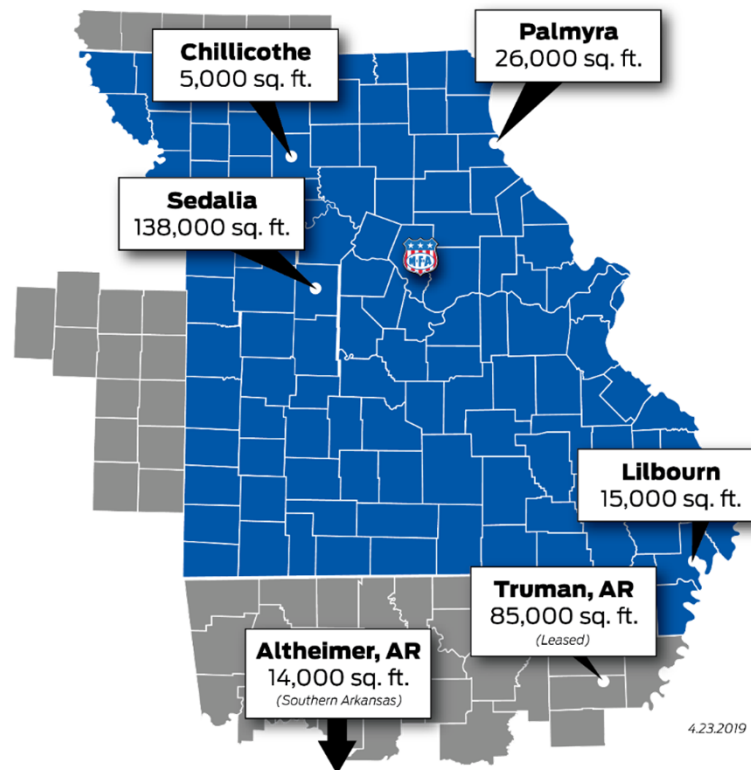 Chillicothe
5,000 sq. ft.
Palmyra
26,000 sq. ft.
Sedalia
138,000 sq. ft.
MFA
Lilbourn
15,000 sq. ft.
Truman, AR
85,000 sq. ft.
(Leased)
Altheimer, AR
14,000 sq. ft.
(Southern Arkansas)
4.23.2019